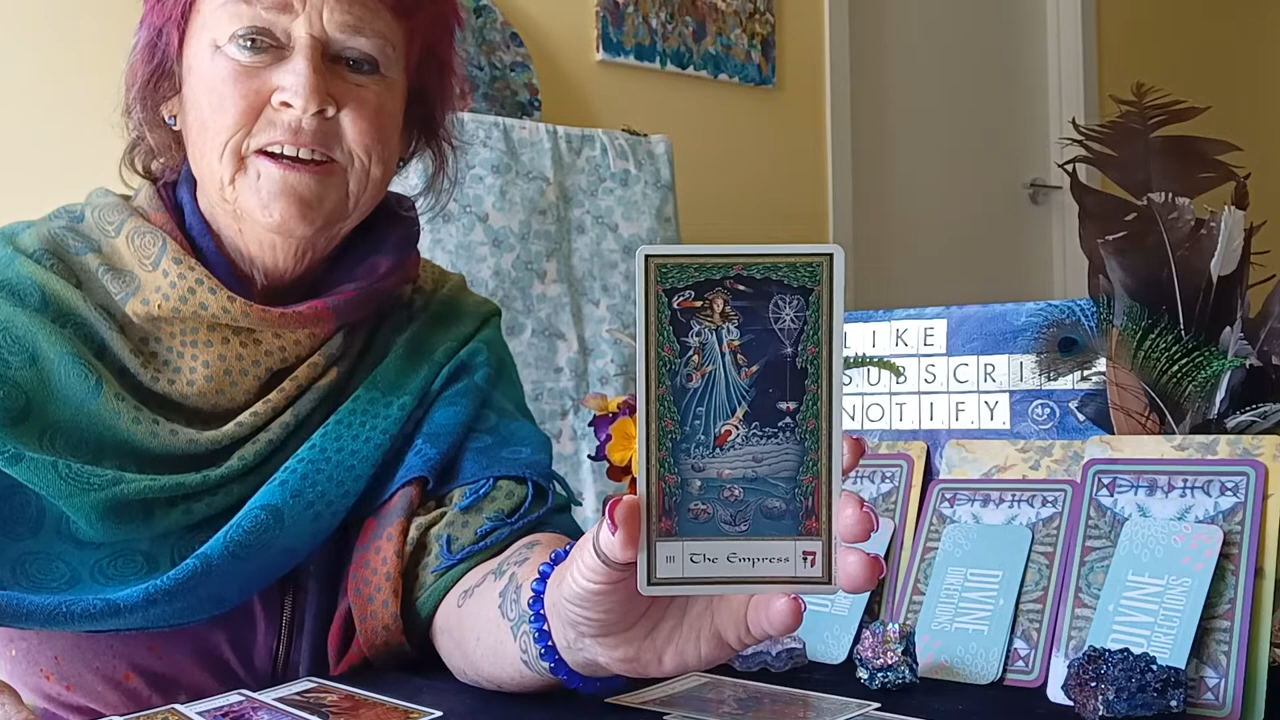 LIKE
SUBSCRIBE
NOTIFY
III The Empress ח
DIVINE
DIRECTIONS
DIVINE
DIRECTIONS